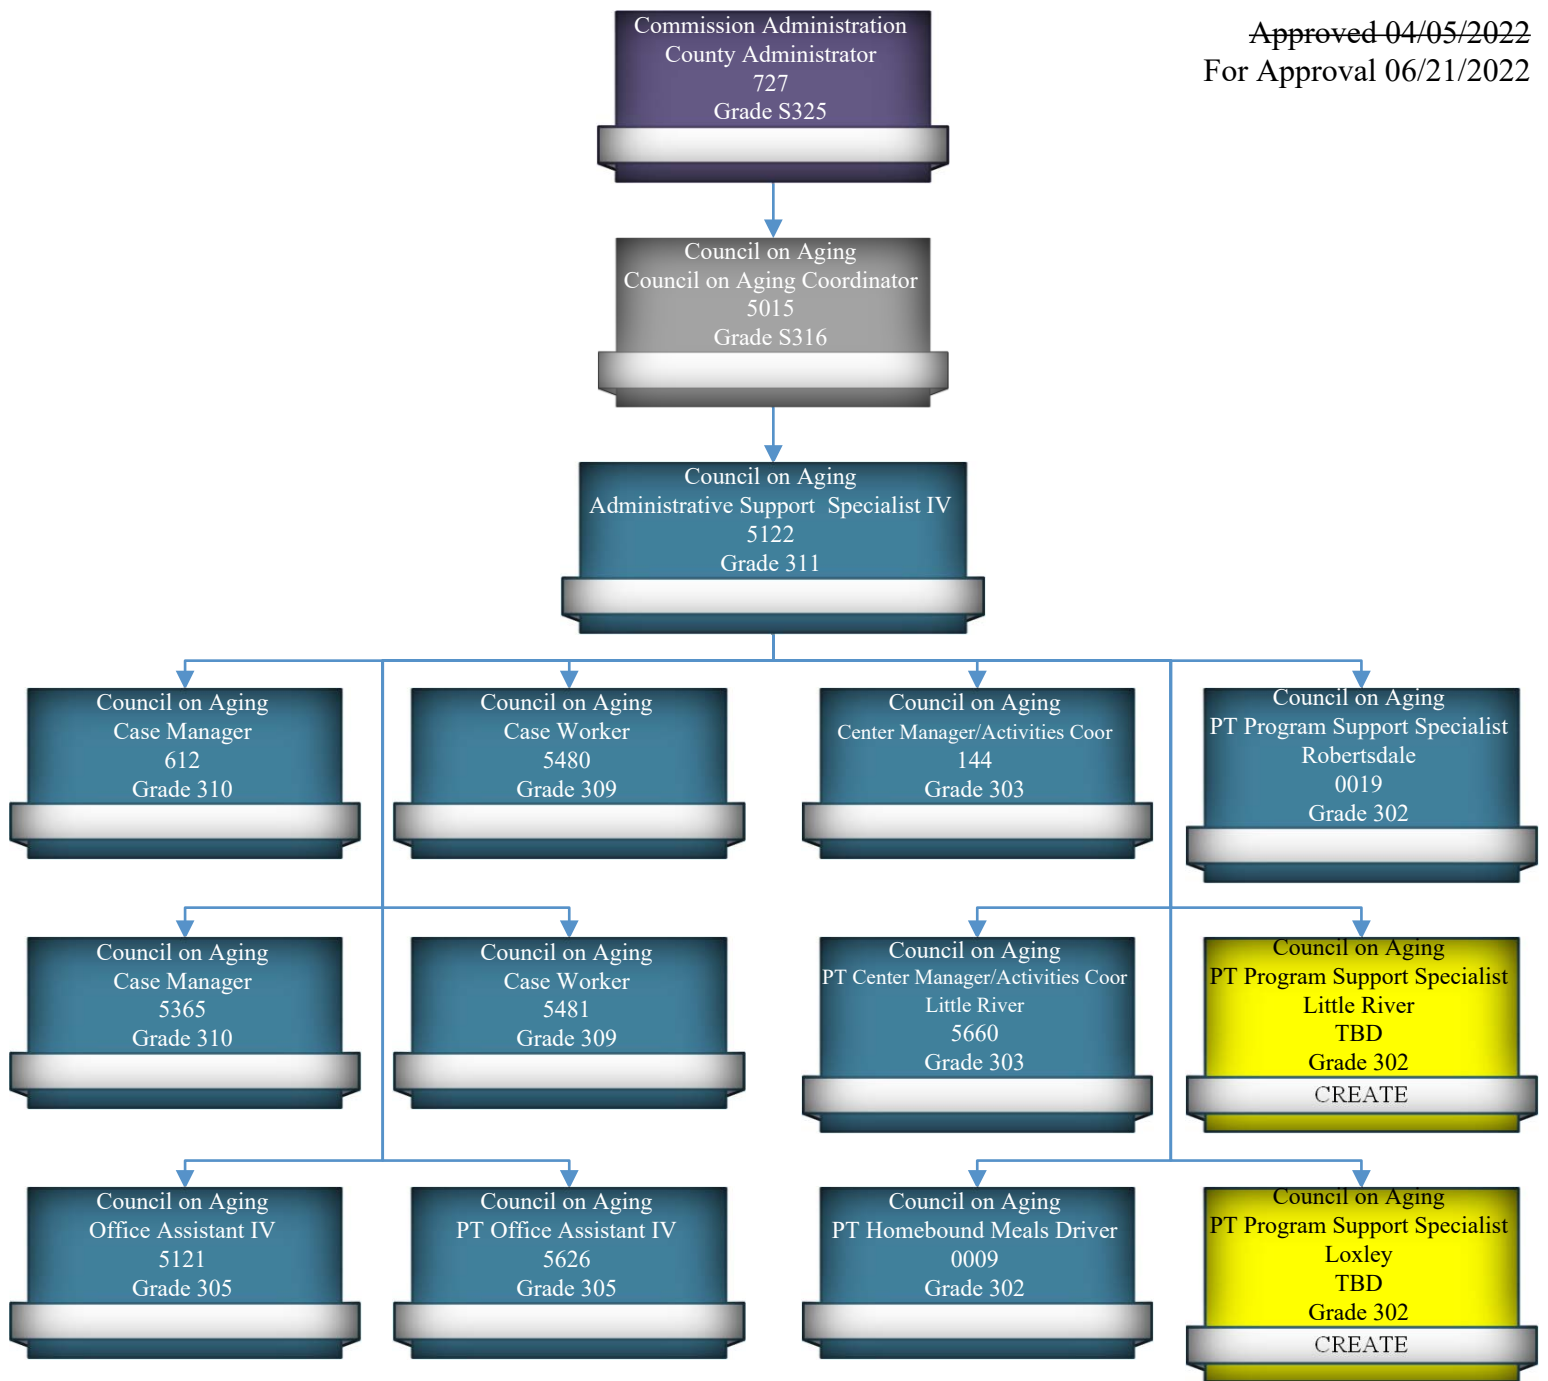 Approved 04/05/2022
For Approval 06/21/2022
Commission Administration
County Administrator
727
Grade S325
Council on Aging
Council on Aging Coordinator
5015
Grade S316
Council on Aging
Administrative Support Specialist IV
5122
Grade 311
Council on Aging
Case Manager
612
Grade 310
Council on Aging
Case Worker
5480
Grade 309
Council on Aging
Center Manager/Activities Coor
144
Grade 303
Council on Aging
PT Program Support Specialist
Robertsdale
0019
Grade 302
Council on Aging
Case Manager
5365
Grade 310
Council on Aging
Case Worker
5481
Grade 309
Council on Aging
PT Center Manager/Activities Coor
Little River
5660
Grade 303
Council on Aging
PT Program Support Specialist
Little River
TBD
Grade 302
CREATE
Council on Aging
Office Assistant IV
5121
Grade 305
Council on Aging
PT Office Assistant IV
5626
Grade 305
Council on Aging
PT Homebound Meals Driver
0009
Grade 302
Council on Aging
PT Program Support Specialist
Loxley
TBD
Grade 302
CREATE